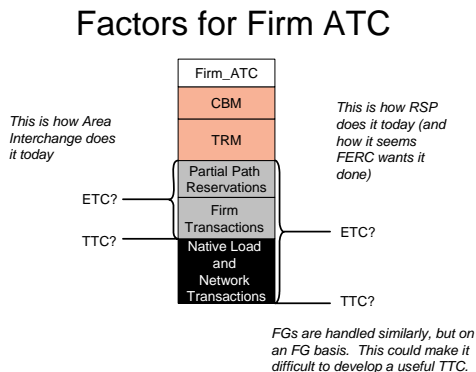 Factors for Firm ATC
Firm_ATC
CBM
TRM
Partial Path
Reservations
Firm
Transactions
Native Load
and
Network
Transactions
This is how Area
Interchange does
it today
ETC?
TTC?
This is how RSP
does it today (and
how it seems
FERC wants it
done)
ETC?
TTC?
FGs are handled similarly, but on
an FG basis. This could make it
difficult to develop a useful TTC.